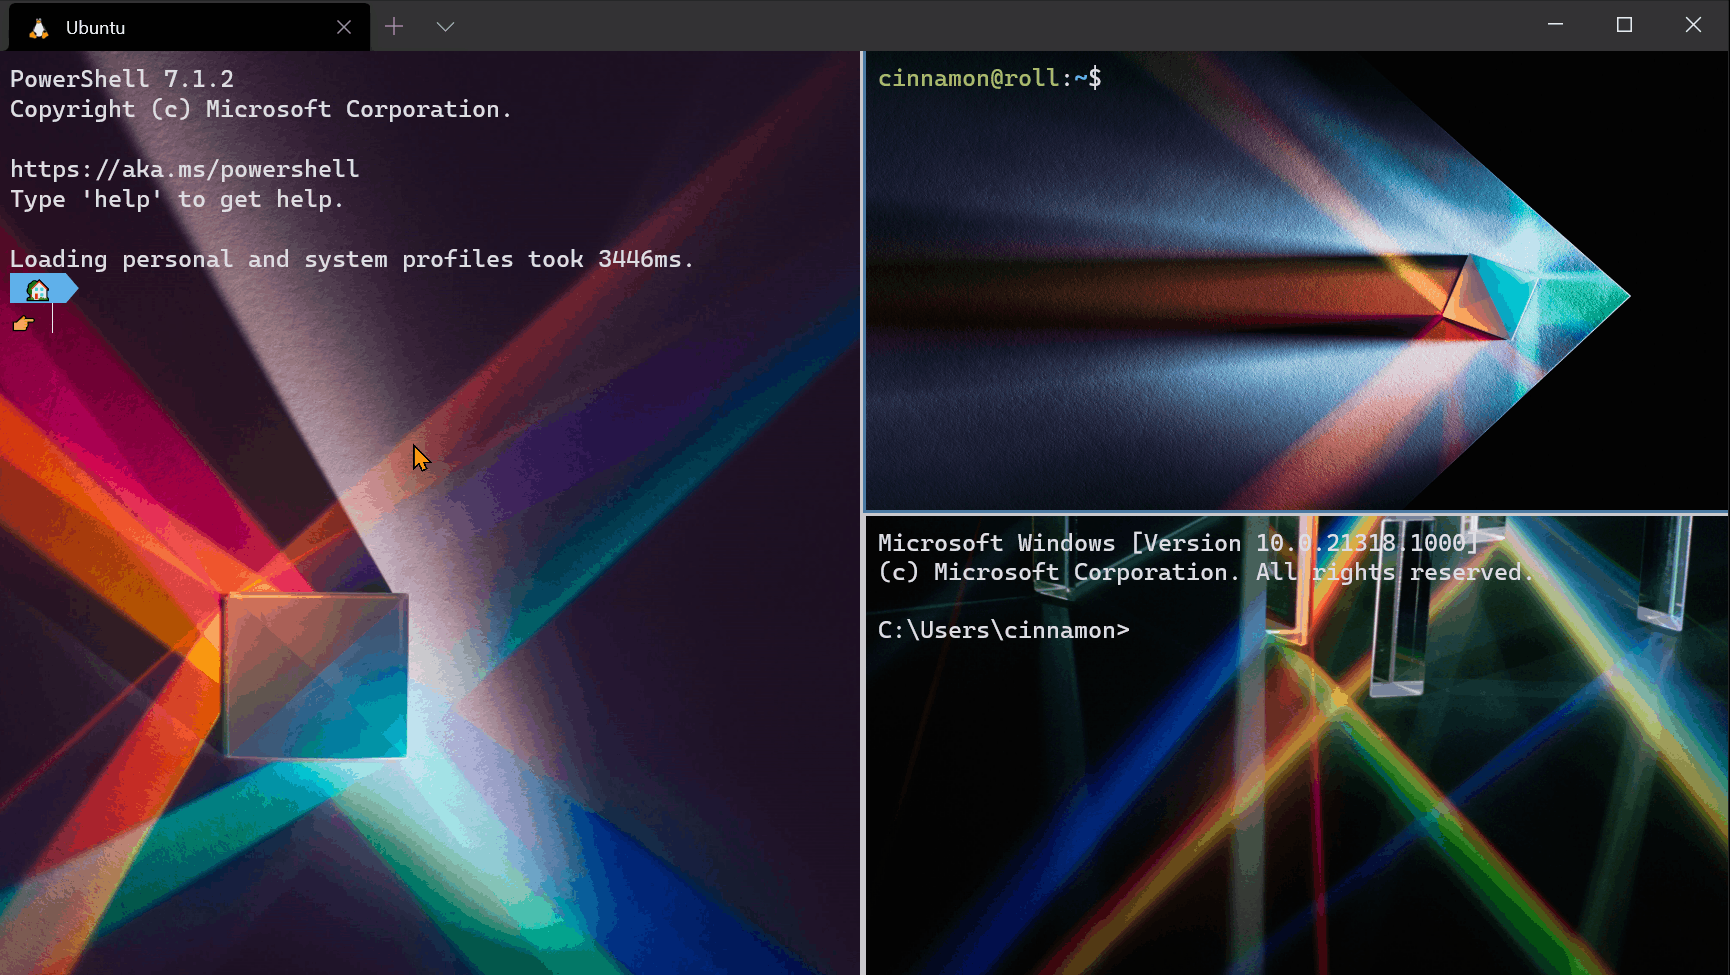 Ubuntu
PowerShell 7.1.2
Copyright (c) Microsoft Corporation.
https://aka.ms/powershell
Type 'help' to get help.
Loading personal and system profiles took 3446ms.
cinnamon@roll:~$
Microsoft Windows [Version 10.0.21318.1000]
(c) Microsoft Corporation. All rights reserved.
C:\Users\cinnamon>